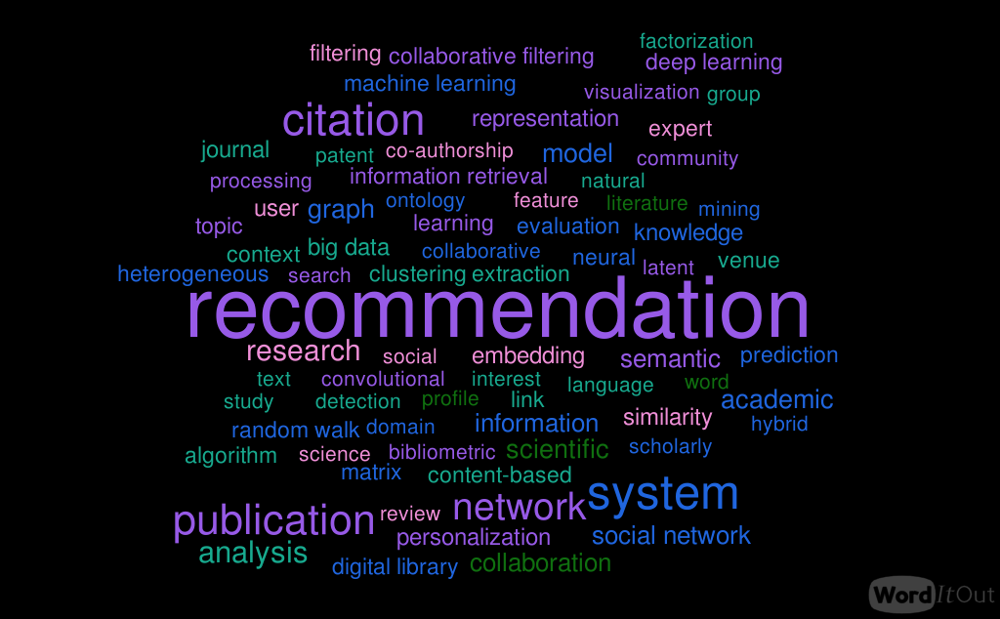 factorization
filtering collaborative filtering
deep learning
machine learning
visualization group
citation representation expert
journal patent co-authorship model community
processing information retrieval natural
user graph ontology feature literature mining
topic learning evaluation knowledge
context big data collaborative neural latent venue
heterogeneous search clustering extraction
recommendation
research social embedding semantic prediction
text convolutional interest language word
study detection profile link academic
random walk domain information similarity hybrid
algorithm science bibliometric scientific scholarly
matrix content-based
system
publication review network
personalization social network
analysis
digital library collaboration
WordItOut